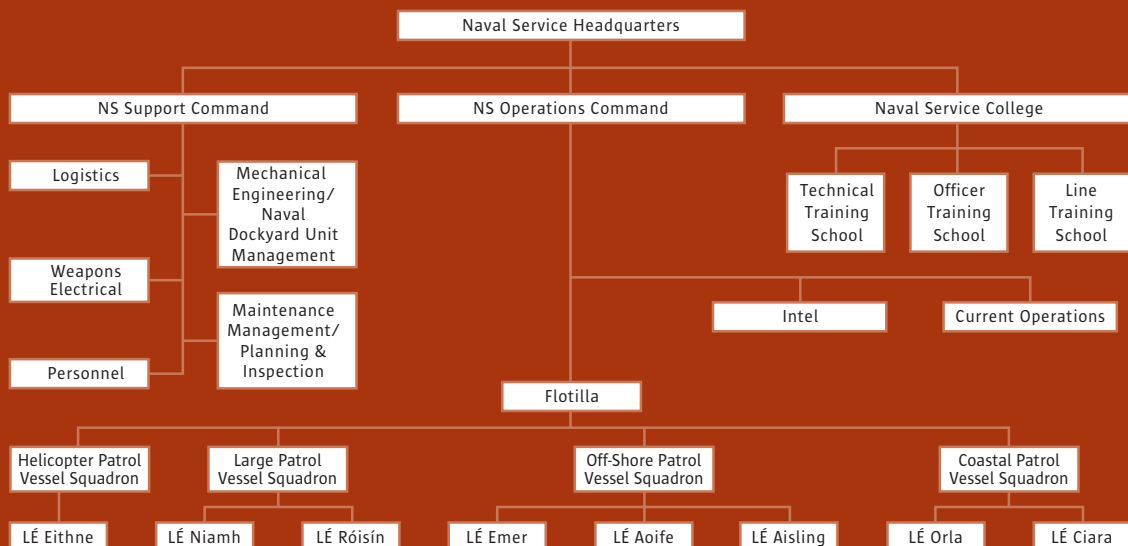 Naval Service Headquarters
NS Support Command
NS Operations Command
Naval Service College
Logistics
Mechanical
Engineering/
Naval
Dockyard Unit
Management
Technical
Training
School
Officer
Training
School
Line
Training
School
Weapons
Electrical
Maintenance
Management/
Planning &
Inspection
Intel
Current Operations
Personnel
Flotilla
Helicopter Patrol
Vessel Squadron
Large Patrol
Vessel Squadron
Off-Shore Patrol
Vessel Squadron
Coastal Patrol
Vessel Squadron
LÉ Eithne
LÉ Niamh
LÉ Róisín
LÉ Emer
LÉ Aoife
LÉ Aisling
LÉ Orla
LÉ Ciara